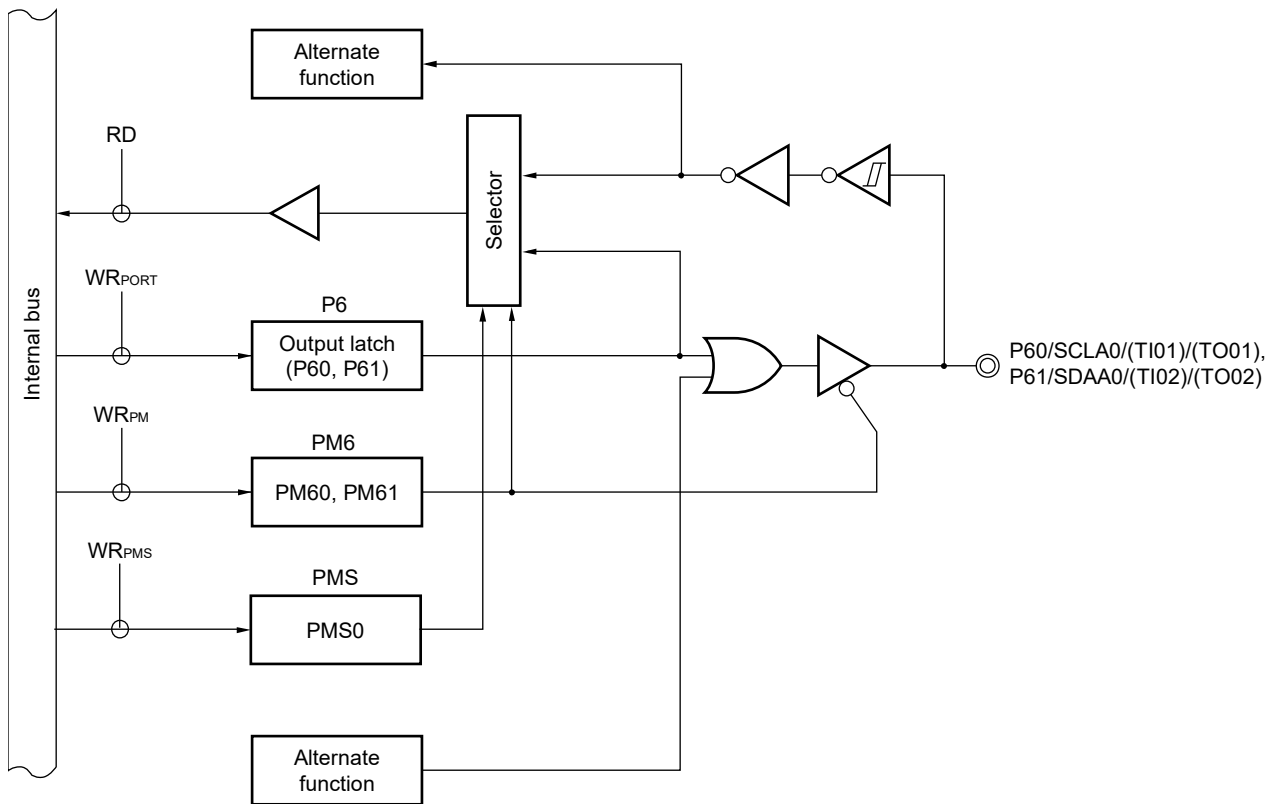 Alternate
function
RD
Selector
Internal bus
WRPORT
P6
Output latch
(P60, P61)
P60/SCLA0/(TI01)/(TO01),
P61/SDAA0/(TI02)/(TO02)
WRPM
PM6
PM60, PM61
WRPMS
PMS
PMS0
Alternate
function